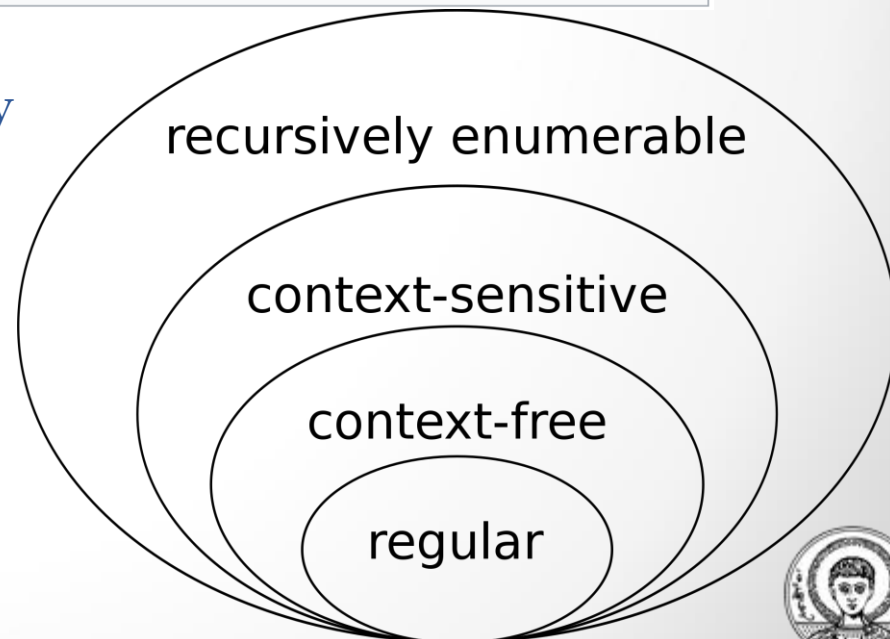 y
recursively enumerable
context-sensitive
context-free
regular